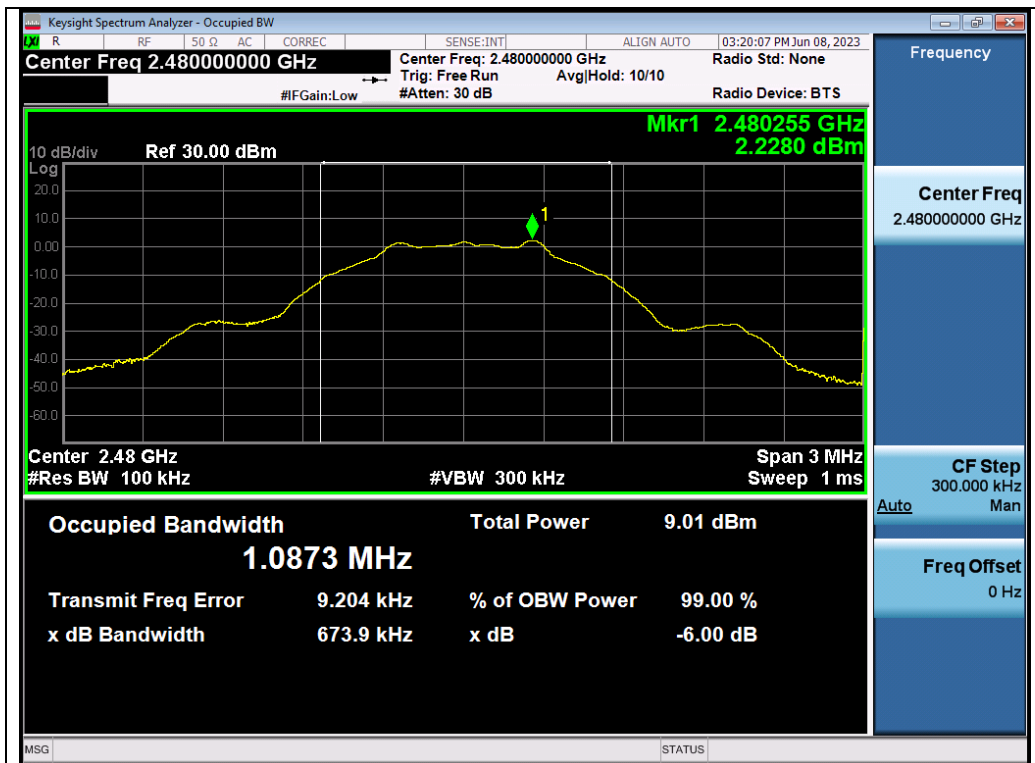 Keysight Spectrum Analyzer - Occupied BW
LXI R RF 50 Ω AC CORREC SENSE:INT ALIGN AUTO 03:20:07 PM Jun 08, 2023
Center Freq 2.480000000 GHz
Center Freq: 2.480000000 GHz
Radio Std: None
Trig: Free Run Avg|Hold: 10/10
#IFGain:Low
#Atten: 30 dB
Radio Device: BTS
Frequency
Mkr1 2.480255 GHz
2.2280 dBm
10 dB/div Ref 30.00 dBm
Log
20.0
10.0
0.00
-10.0
-20.0
-30.0
-40.0
-50.0
-60.0
1
Center 2.48 GHz Span 3 MHz
#Res BW 100 kHz #VBW 300 kHz Sweep 1 ms
Center Freq
2.480000000 GHz
CF Step
300.000 kHz
Auto Man
Freq Offset
0 Hz
Occupied Bandwidth Total Power 9.01 dBm
1.0873 MHz
Transmit Freq Error 9.204 kHz % of OBW Power 99.00 %
x dB Bandwidth 673.9 kHz x dB -6.00 dB
MSG STATUS